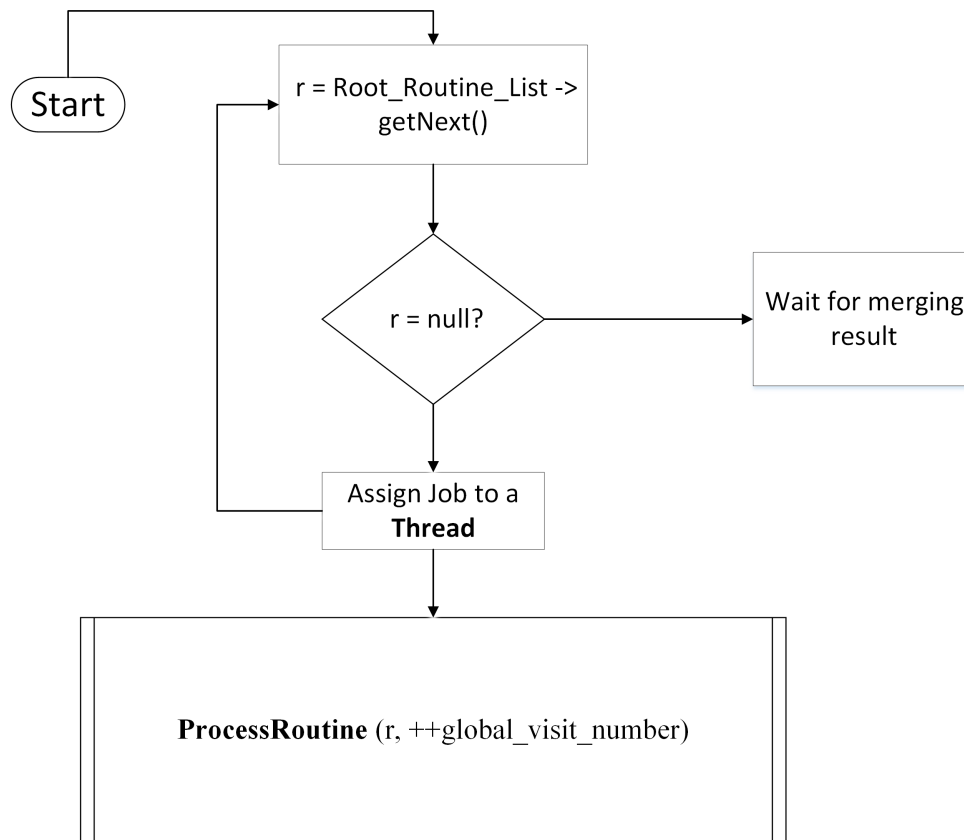 Start
r = Root_Routine_List ->
getNext()
r = null?
Wait for merging
result
Assign Job to a
Thread
ProcessRoutine (r, ++global_visit_number)